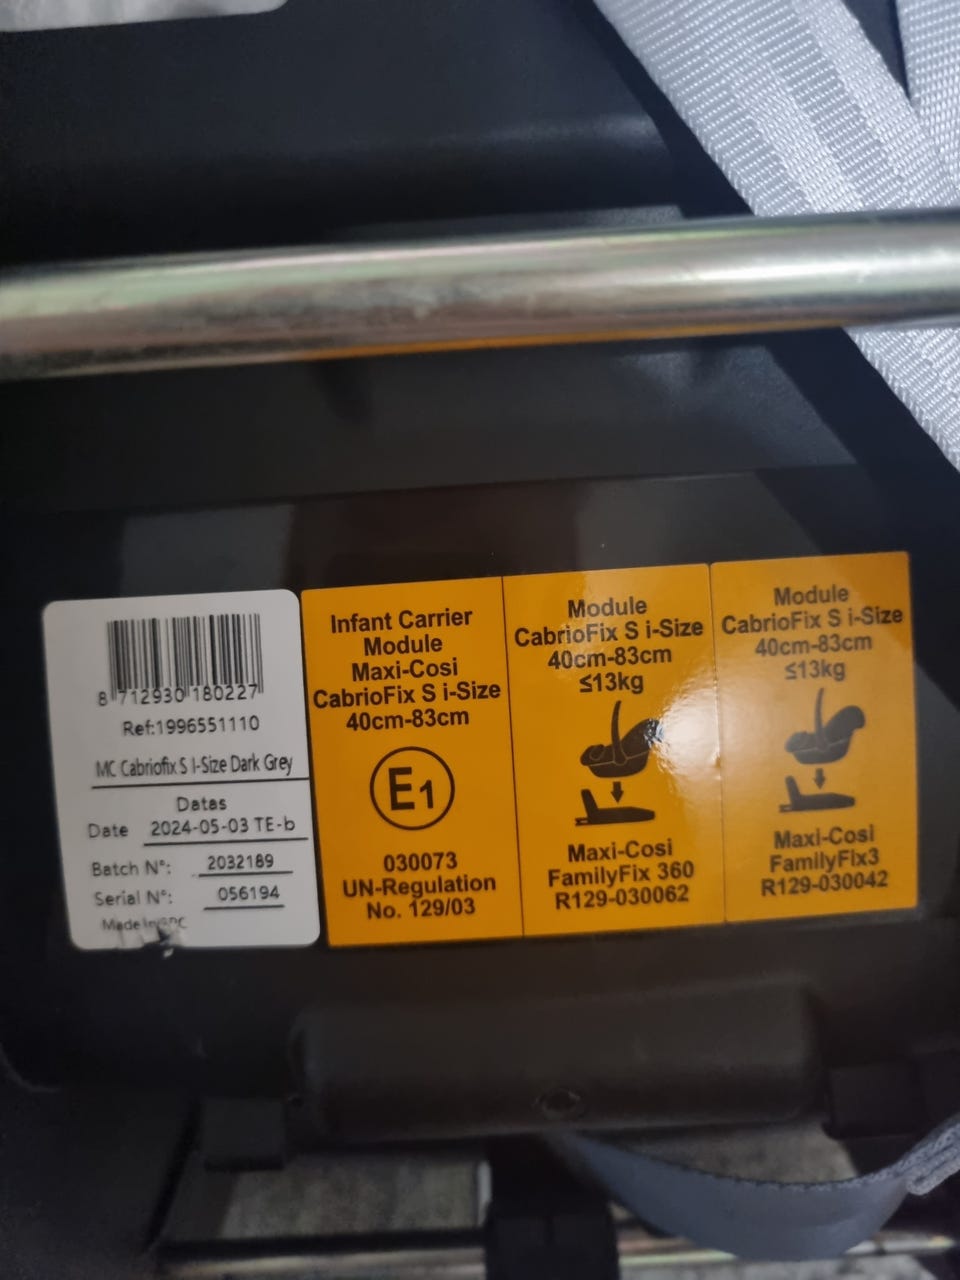 8 712930 180227
Ref:1996551110
MC Cabriofix S I-Size Dark Grey
Datas
Date 2024-05-03 TE-b
Batch N°: 2032189
Serial N°: 056194
Made in
Infant Carrier
Module
Maxi-Cosi
CabrioFix S i-Size
40cm-83cm
E1
030073
UN-Regulation
No. 129/03
Module
CabrioFix S i-Size
40cm-83cm
≤13kg
Maxi-Cosi
FamilyFix 360
R129-030062
Module
CabrioFix S i-Size
40cm-83cm
≤13kg
Maxi-Cosi
FamilyFix3
R129-030042